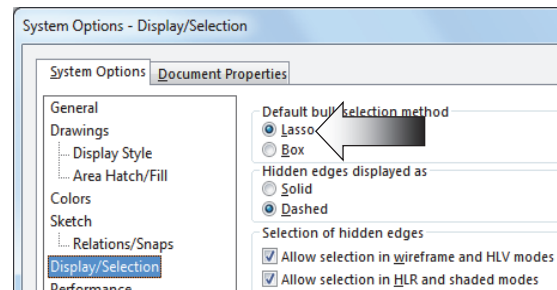 System Options - Display/Selection
System Options
Document Properties
General
Drawings
Display Style
Area Hatch/Fill
Colors
Sketch
Relations/Snaps
Display/Selection
Performance
Default bulk selection method
Lasso
Box
Hidden edges displayed as
Solid
Dashed
Selection of hidden edges
Allow selection in wireframe and HLV modes
Allow selection in HLR and shaded modes